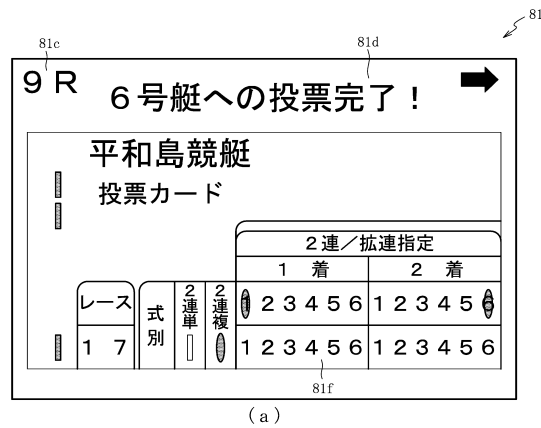 81
81c
81d
9R
6号艇への投票完了!
平和島競艇
投票カード
2連/拡連指定
1着 2着
レース 式別 2連単 2連複 1 2 3 4 5 6 1 2 3 4 5 6
1 7 1 2 3 4 5 6 1 2 3 4 5 6
81f
(a)